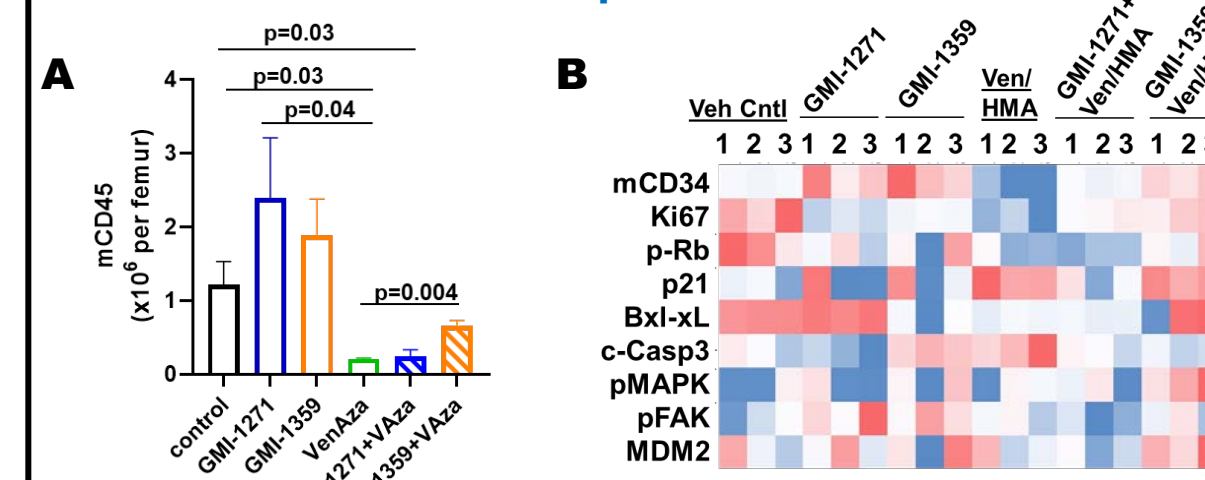 A
p=0.03
p=0.03
p=0.04
p=0.004
mCD45
(x10⁶ per femur)
4
3
2
1
0
control
GMI-1271
GMI-1359
VenAza
1271+VAza
1359+VAza
B
Veh Cntl
GMI-1271
GMI-1359
Ven/
HMA
GMI-1271+
Ven/HMA
GMI-1359
1 2 3 1 2 3 1 2 3 1 2 3 1 2 3 1 2
mCD34
Ki67
p-Rb
p21
Bxl-xL
c-Casp3
pMAPK
pFAK
MDM2